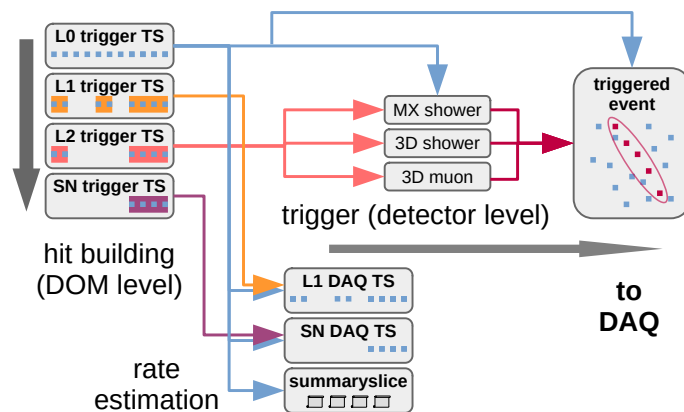 L0 trigger TS
L1 trigger TS
L2 trigger TS
SN trigger TS
hit building
(DOM level)
MX shower
3D shower
3D muon
trigger (detector level)
triggered
event
to
DAQ
L1 DAQ TS
SN DAQ TS
summaryslice
rate
estimation